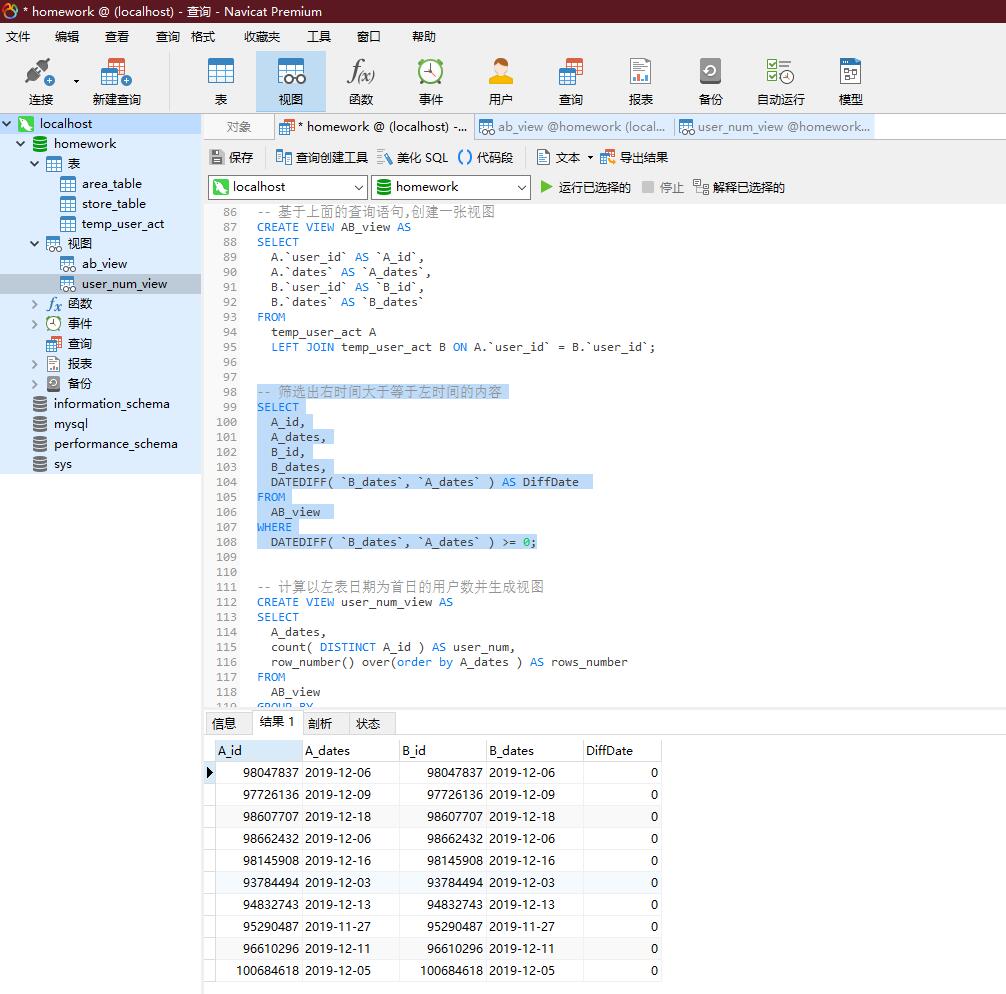 * homework @ (localhost) - 查询 - Navicat Premium
文件 编辑 查看 查询 格式 收藏夹 工具 窗口 帮助
连接 新建查询 表 视图 函数 事件 用户 查询 报表 备份 自动运行 模型
localhost
homework
表
area_table
store_table
temp_user_act
视图
ab_view
user_num_view
函数
事件
查询
报表
备份
information_schema
mysql
performance_schema
sys
对象 * homework @ (localhost) -... ab_view @homework (local... user_num_view @homework...
保存 查询创建工具 美化 SQL 代码段 文本 导出结果
localhost homework 运行已选择的 停止 解释已选择的
86 -- 基于上面的查询语句,创建一张视图
87 CREATE VIEW AB_view AS
88 SELECT
89 A.`user_id` AS `A_id`,
90 A.`dates` AS `A_dates`,
91 B.`user_id` AS `B_id`,
92 B.`dates` AS `B_dates`
93 FROM
94 temp_user_act A
95 LEFT JOIN temp_user_act B ON A.`user_id` = B.`user_id`;
96
97
98 -- 筛选出右时间大于等于左时间的内容
99 SELECT
100 A_id,
101 A_dates,
102 B_id,
103 B_dates,
104 DATEDIFF( `B_dates`, `A_dates` ) AS DiffDate
105 FROM
106 AB_view
107 WHERE
108 DATEDIFF( `B_dates`, `A_dates` ) >= 0;
109
110
111 -- 计算以左表日期为首日的用户数并生成视图
112 CREATE VIEW user_num_view AS
113 SELECT
114 A_dates,
115 count( DISTINCT A_id ) AS user_num,
116 row_number() over(order by A_dates ) AS rows_number
117 FROM
118 AB_view
119 GROUP BY
信息 结果 1 剖析 状态
A_id A_dates B_id B_dates DiffDate
98047837 2019-12-06 98047837 2019-12-06 0
97726136 2019-12-09 97726136 2019-12-09 0
98607707 2019-12-18 98607707 2019-12-18 0
98662432 2019-12-06 98662432 2019-12-06 0
98145908 2019-12-16 98145908 2019-12-16 0
93784494 2019-12-03 93784494 2019-12-03 0
94832743 2019-12-13 94832743 2019-12-13 0
95290487 2019-11-27 95290487 2019-11-27 0
96610296 2019-12-11 96610296 2019-12-11 0
100684618 2019-12-05 100684618 2019-12-05 0